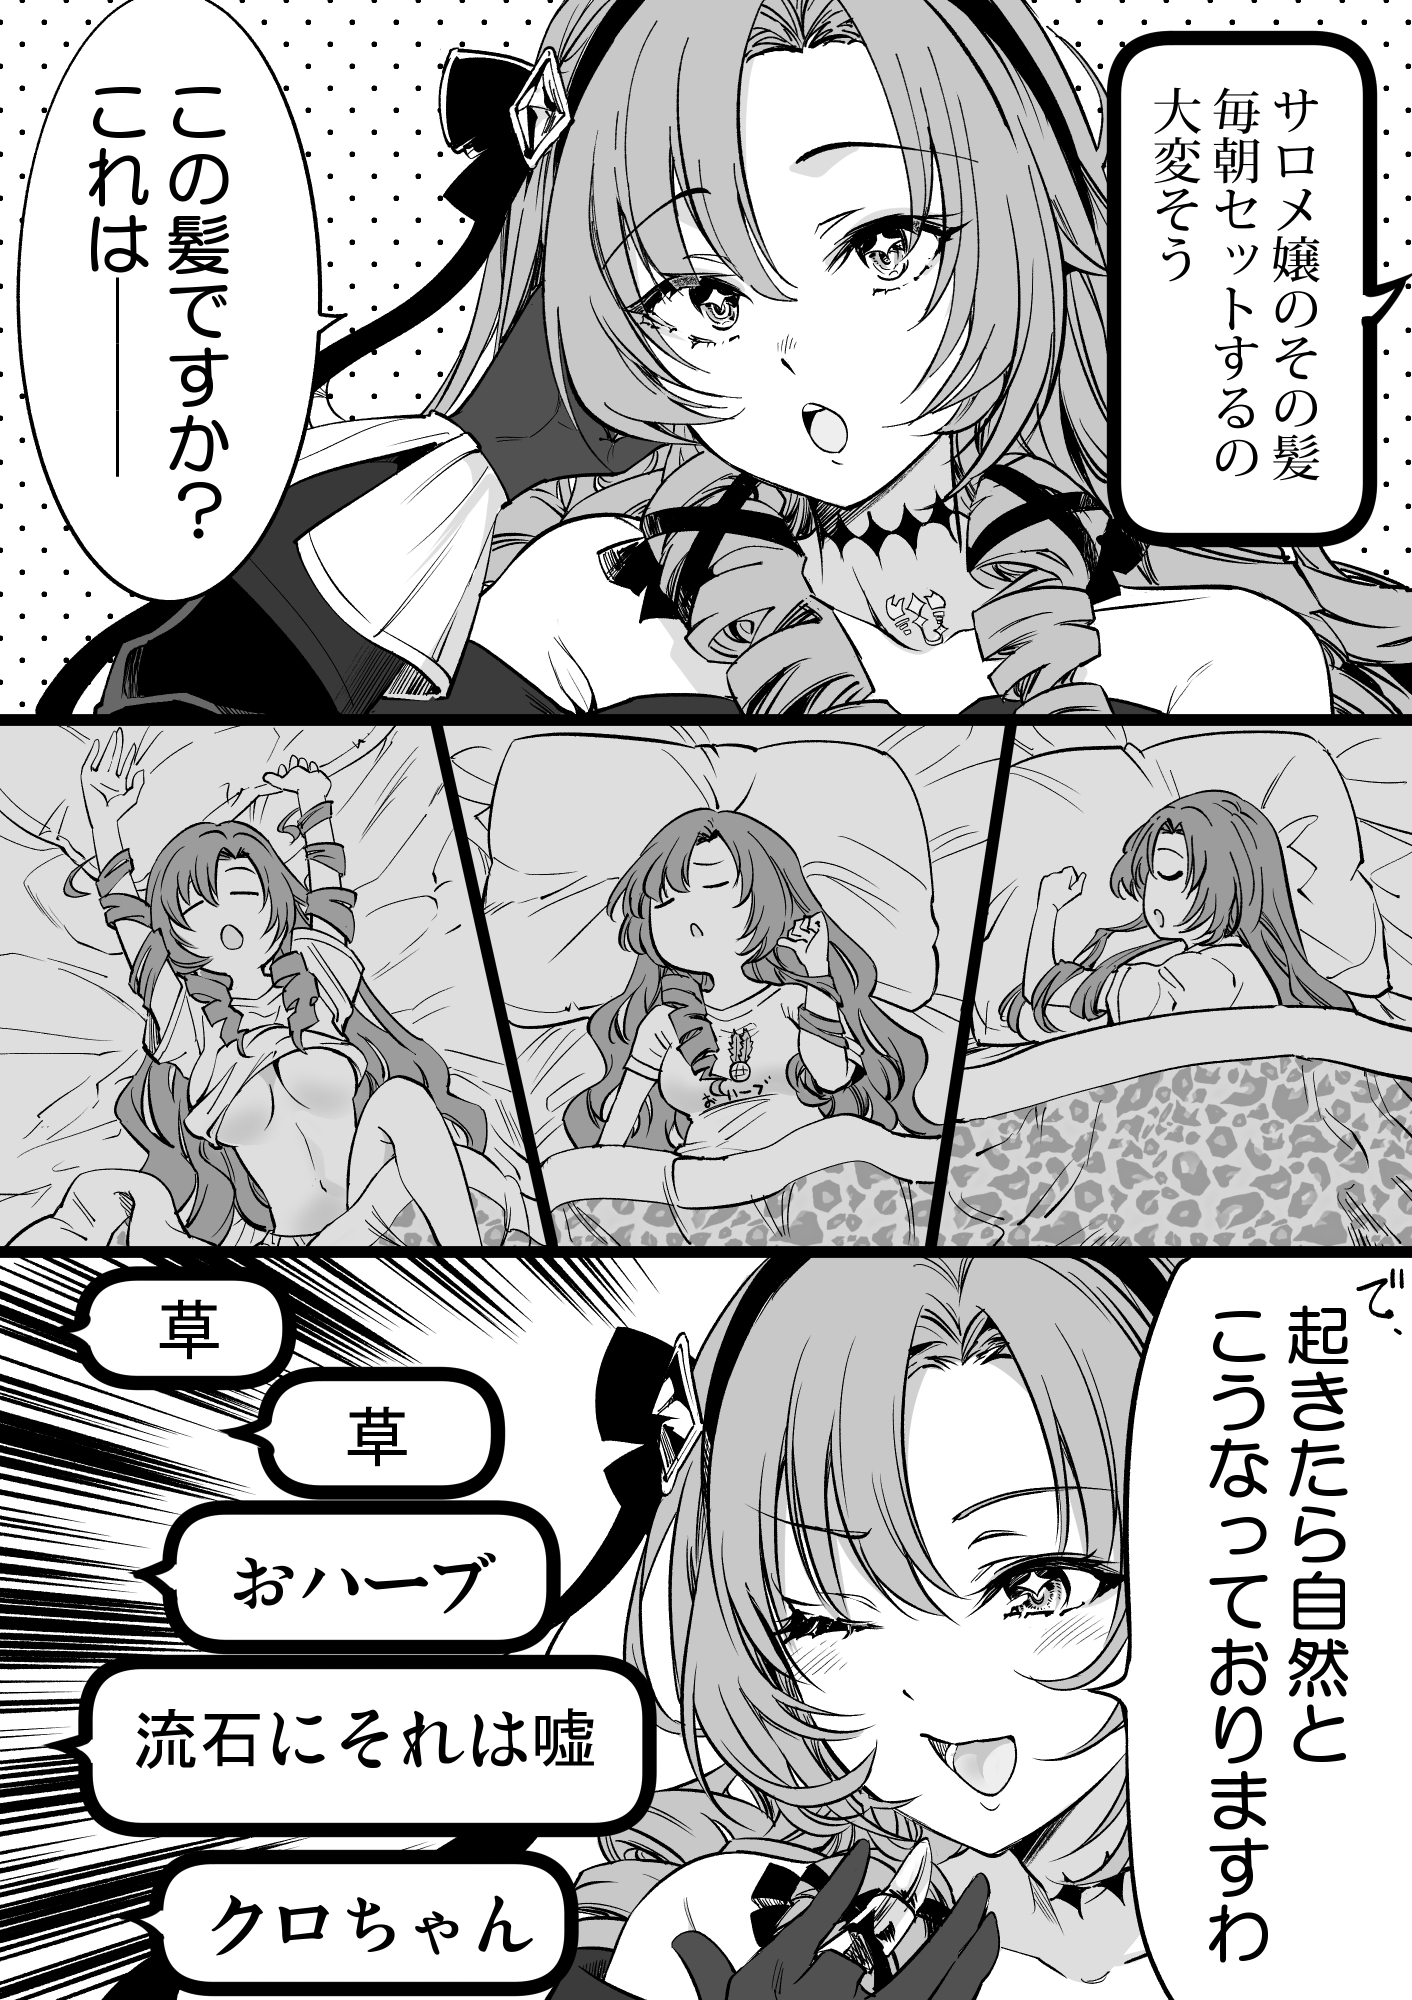 サロメ嬢のその髪
毎朝セットするの
大変そう
この髪ですか?
これは――
おハーブ
で、
起きたら自然と
こうなっておりますわ
草
草
おハーブ
流石にそれは嘘
クロちゃん